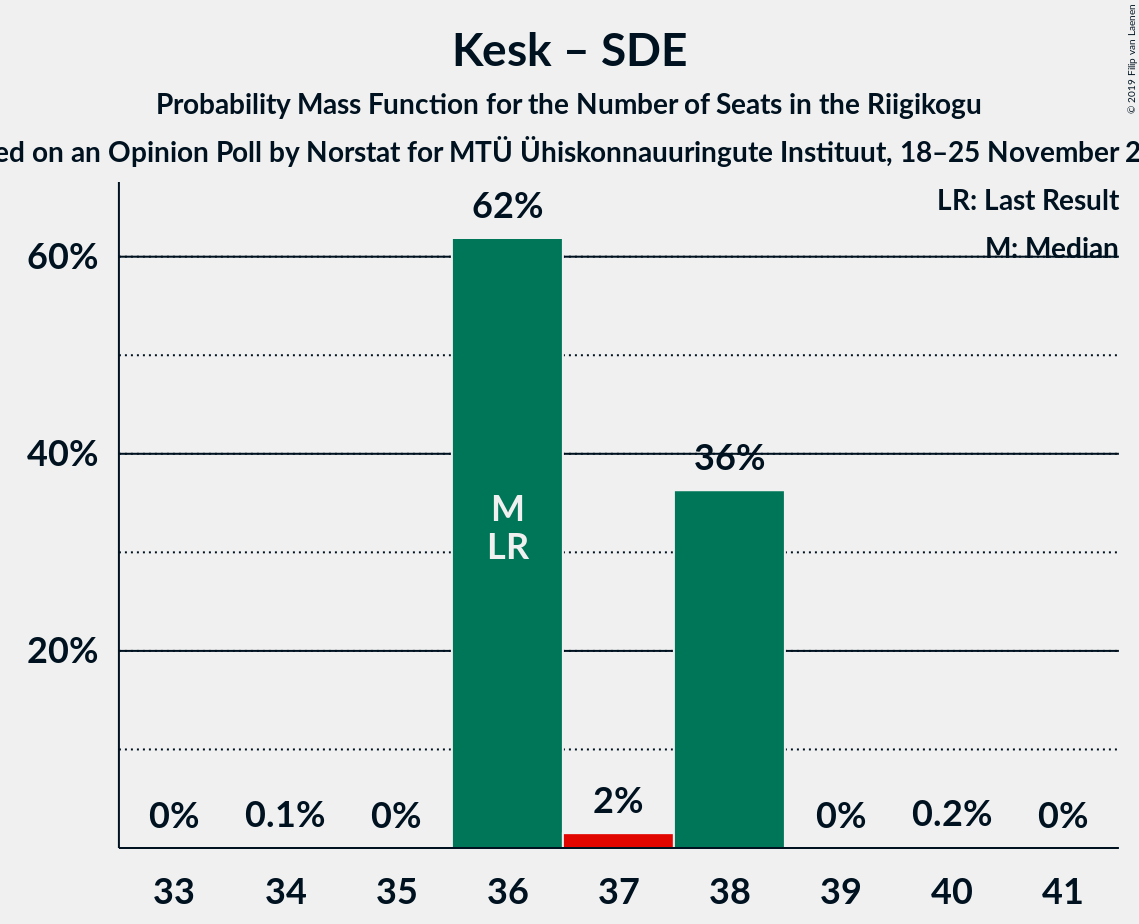 Kesk – SDE
Probability Mass Function for the Number of Seats in the Riigikogu
ed on an Opinion Poll by Norstat for MTÜ Ühiskonnauuringute Instituut, 18–25 November 2
© 2019 Filip van Laenen
LR: Last Result
M: Median
62%
60%
40%
36%
M
LR
20%
0%
0.1%
0%
2%
0%
0.2%
0%
33
34
35
36
37
38
39
40
41